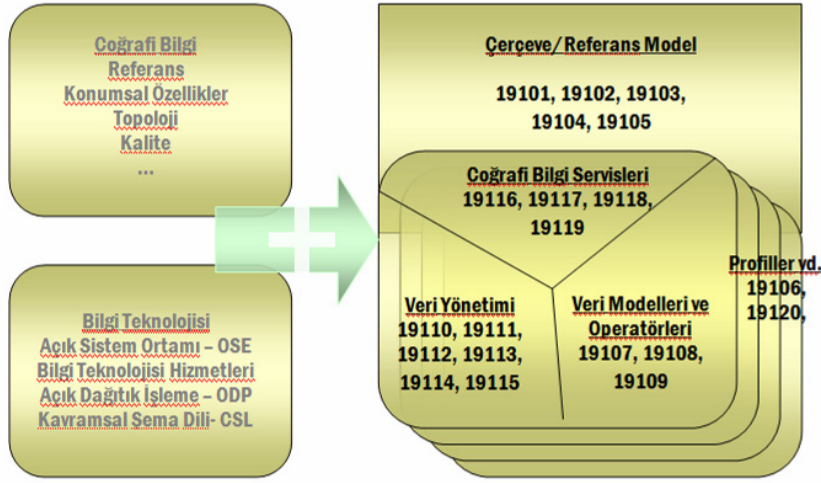 Coğrafi Bilgi
Referans
Konumsal Özellikler
Topoloji
Kalite
...
Bilgi Teknolojisi
Açık Sistem Ortamı – OSE
Bilgi Teknolojisi Hizmetleri
Açık Dağıtık İşleme – ODP
Kavramsal Şema Dili- CSL
Çerçeve/Referans Model
19101, 19102, 19103,
19104, 19105
Coğrafi Bilgi Servisleri
19116, 19117, 19118,
19119
Veri Yönetimi
19110, 19111,
19112, 19113,
19114, 19115
Veri Modelleri ve
Operatörleri
19107, 19108,
19109
Profiller vd.
19106,
19120,